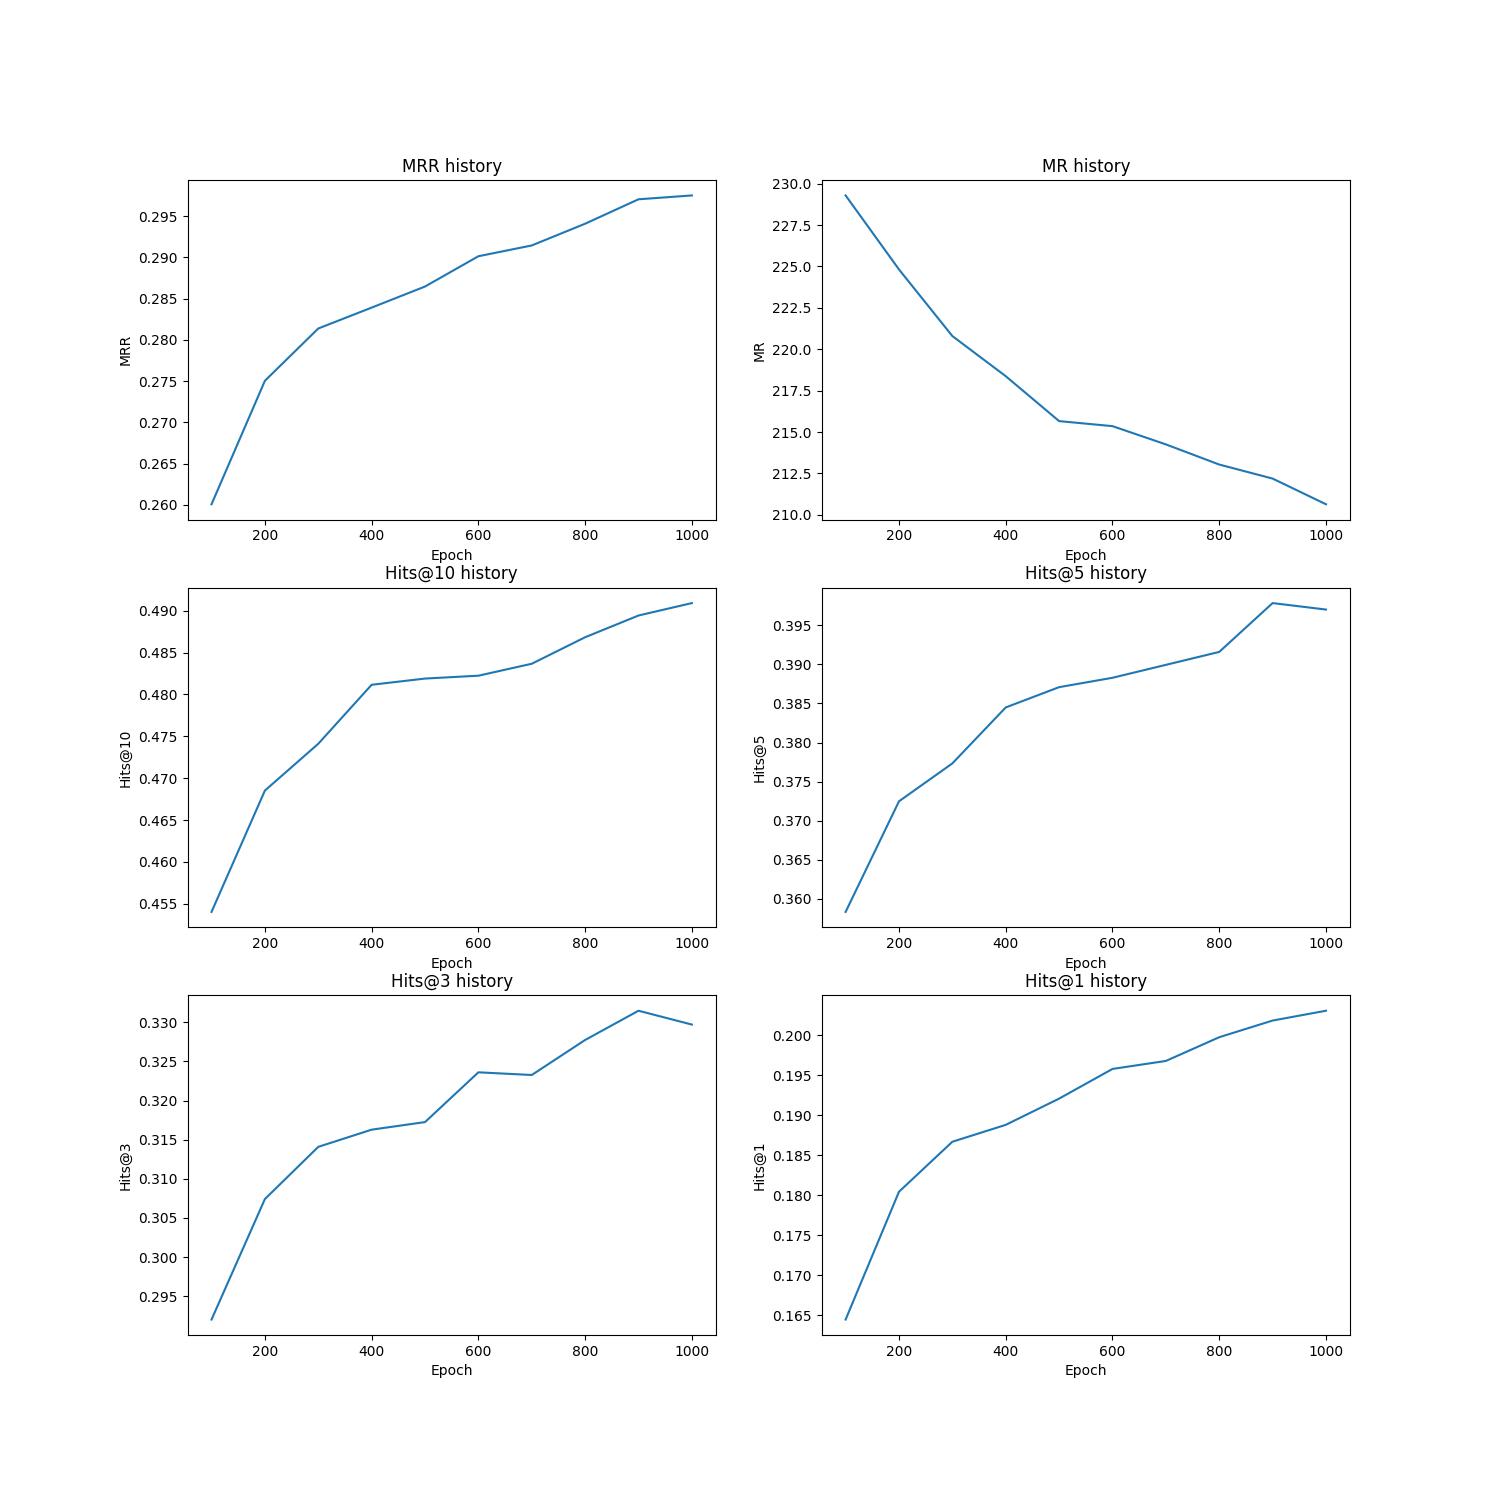 MRR history
MRR
0.295
0.290
0.285
0.280
0.275
0.270
0.265
0.260
200 400 600 800 1000
Epoch
MR history
MR
230.0
227.5
225.0
222.5
220.0
217.5
215.0
212.5
210.0
200 400 600 800 1000
Epoch
Hits@10 history
Hits@10
0.490
0.485
0.480
0.475
0.470
0.465
0.460
0.455
200 400 600 800 1000
Epoch
Hits@5 history
Hits@5
0.395
0.390
0.385
0.380
0.375
0.370
0.365
0.360
200 400 600 800 1000
Epoch
Hits@3 history
Hits@3
0.330
0.325
0.320
0.315
0.310
0.305
0.300
0.295
200 400 600 800 1000
Epoch
Hits@1 history
Hits@1
0.200
0.195
0.190
0.185
0.180
0.175
0.170
0.165
200 400 600 800 1000
Epoch